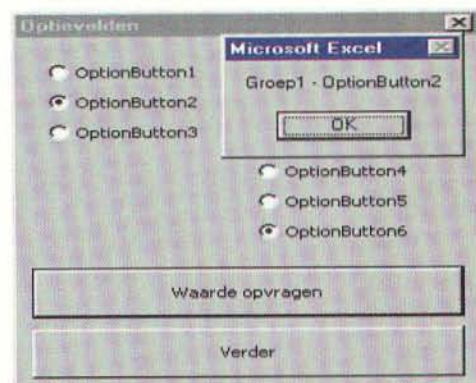 Optievelden
Microsoft Excel
OptionButton1
Groep1 - OptionButton2
OptionButton2
OK
OptionButton3
OptionButton4
OptionButton5
OptionButton6
Waarde opvragen
Verder